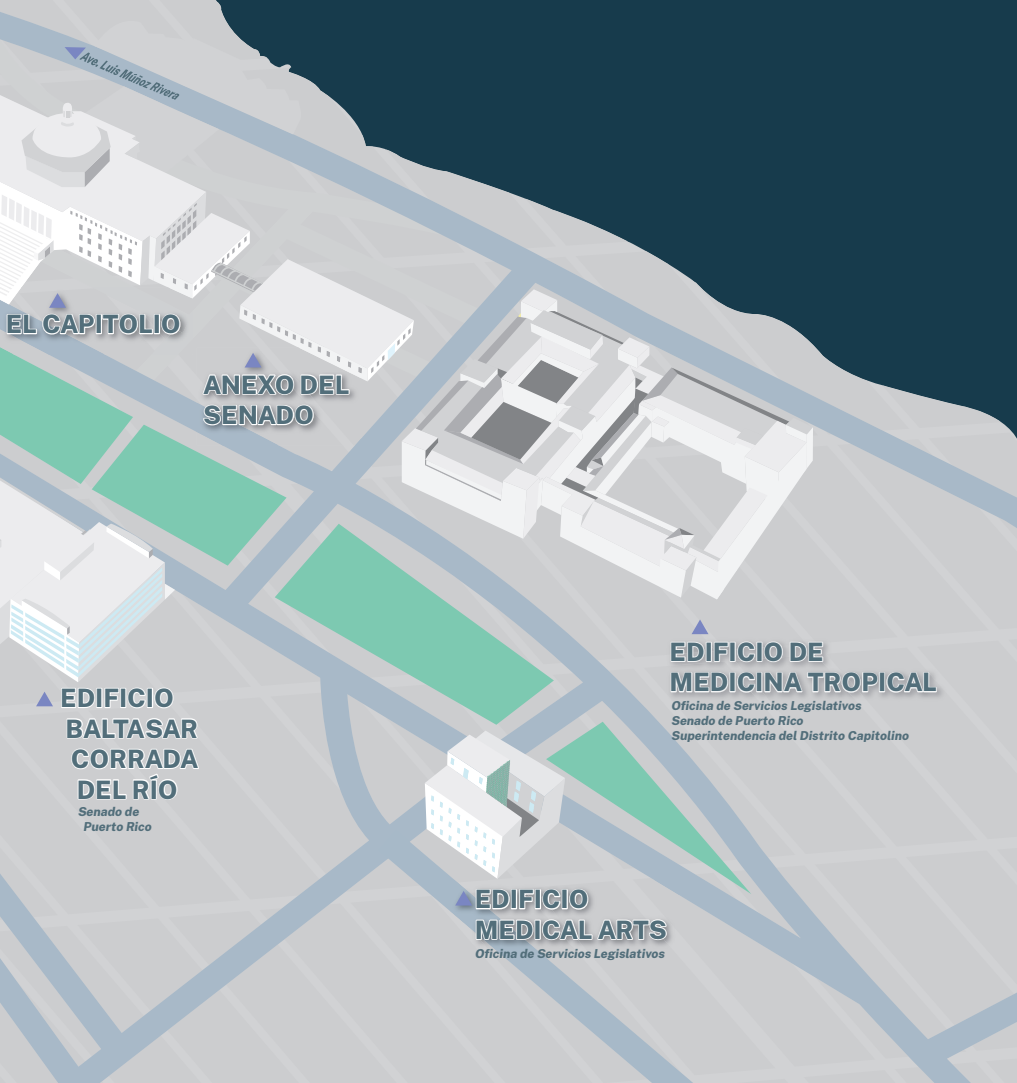 Ave. Luis Múñoz Rivera
EL CAPITOLIO
ANEXO DEL
SENADO
EDIFICIO DE
MEDICINA TROPICAL
Oficina de Servicios Legislativos
Senado de Puerto Rico
Superintendencia del Distrito Capitolino
EDIFICIO
BALTASAR
CORRADA
DEL RÍO
Senado de
Puerto Rico
EDIFICIO
MEDICAL ARTS
Oficina de Servicios Legislativos